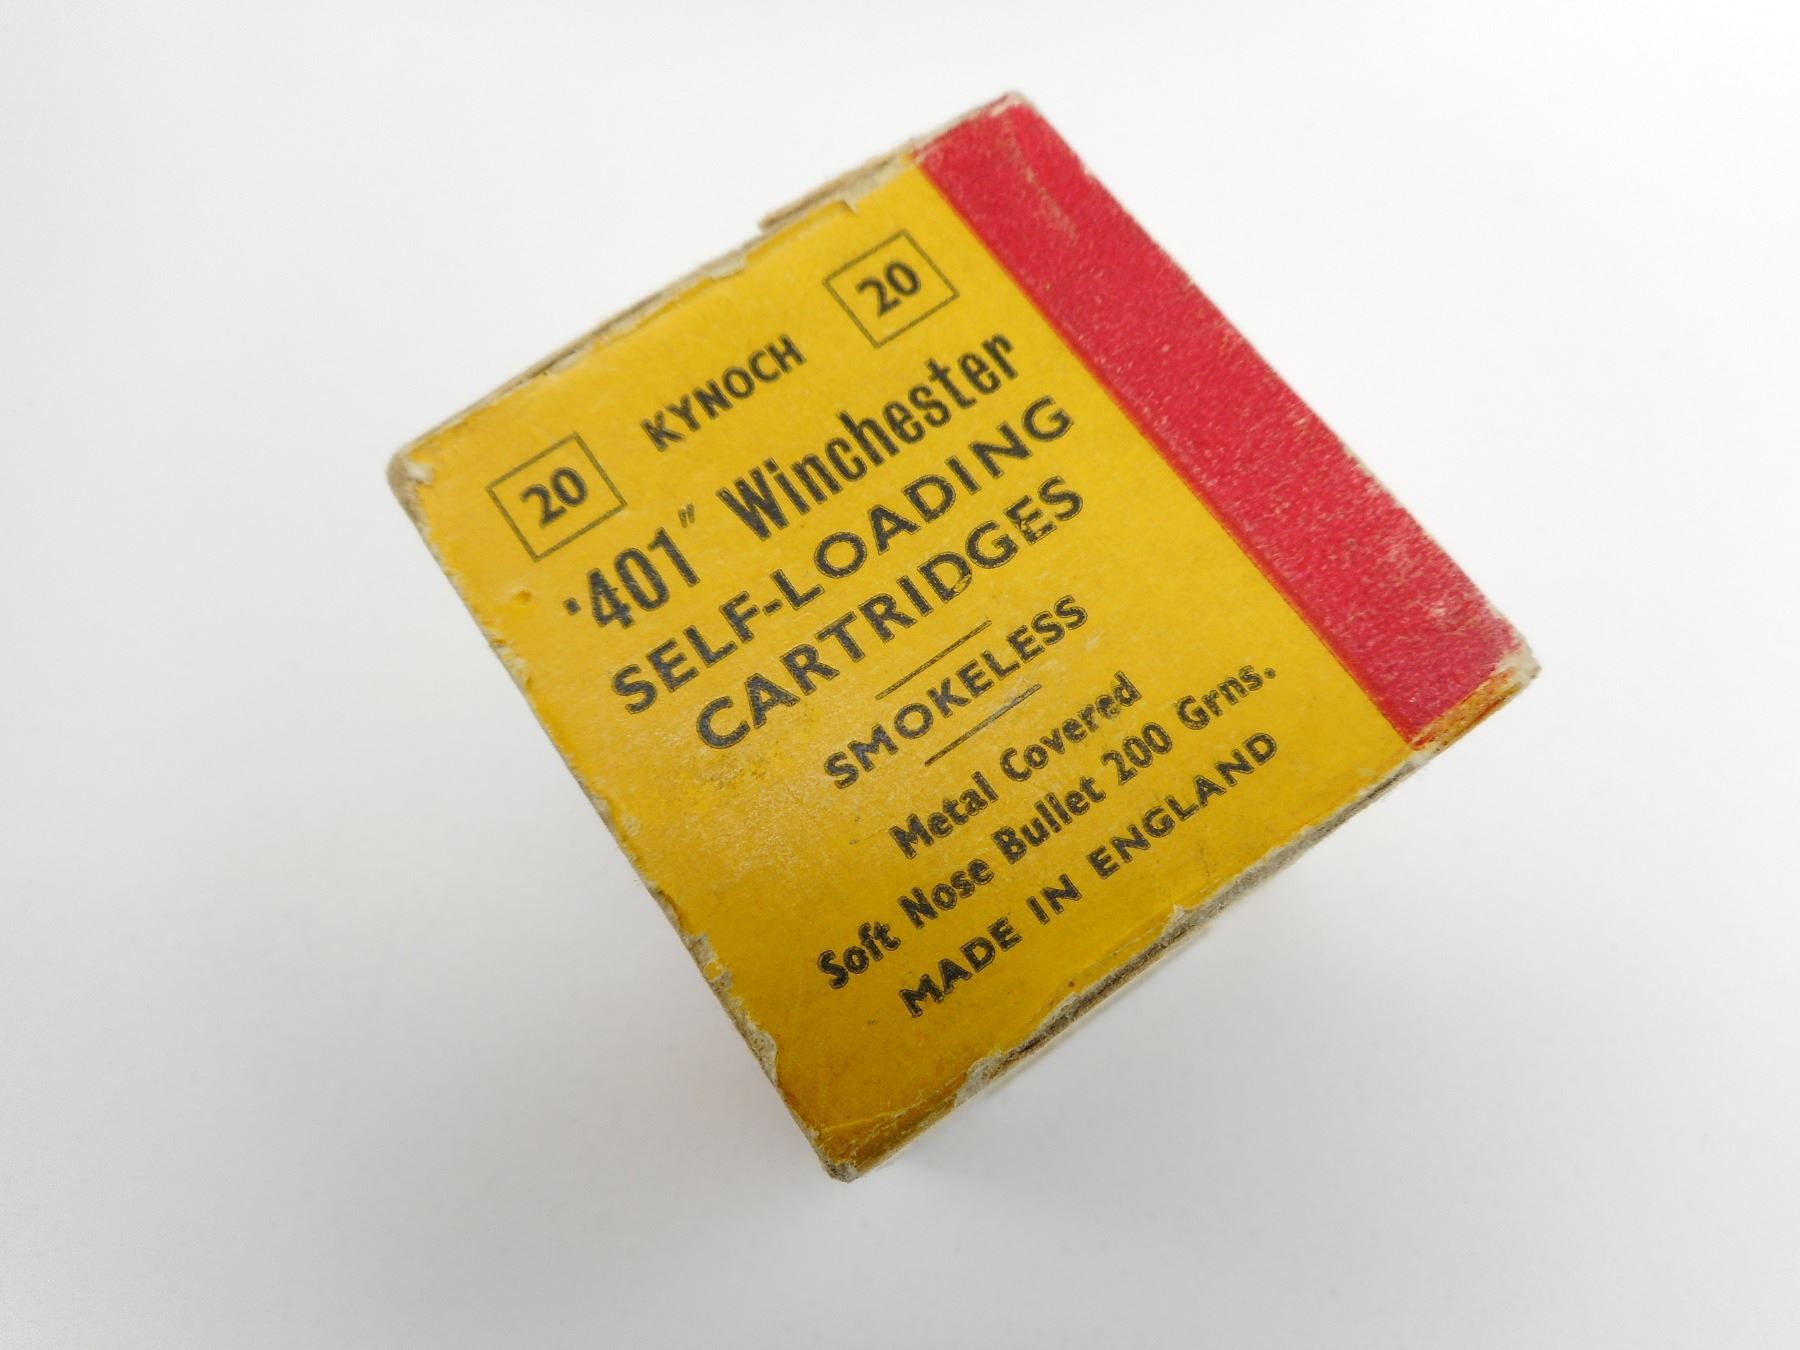 20 KYNOCH 20
·401″ Winchester
SELF-LOADING
CARTRIDGES
SMOKELESS
Metal Covered
Soft Nose Bullet 200 Grns.
MADE IN ENGLAND